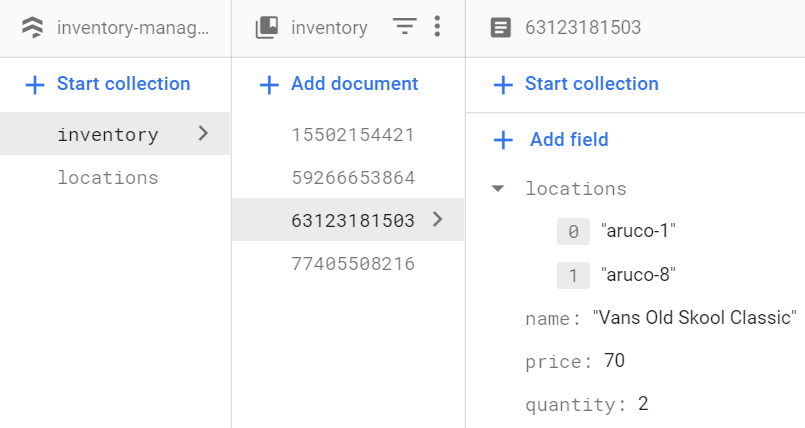 inventory-manag…
Start collection
inventory
locations
inventory
Add document
15502154421
59266653864
63123181503
77405508216
63123181503
Start collection
Add field
locations
0 "aruco-1"
1 "aruco-8"
name: "Vans Old Skool Classic"
price: 70
quantity: 2